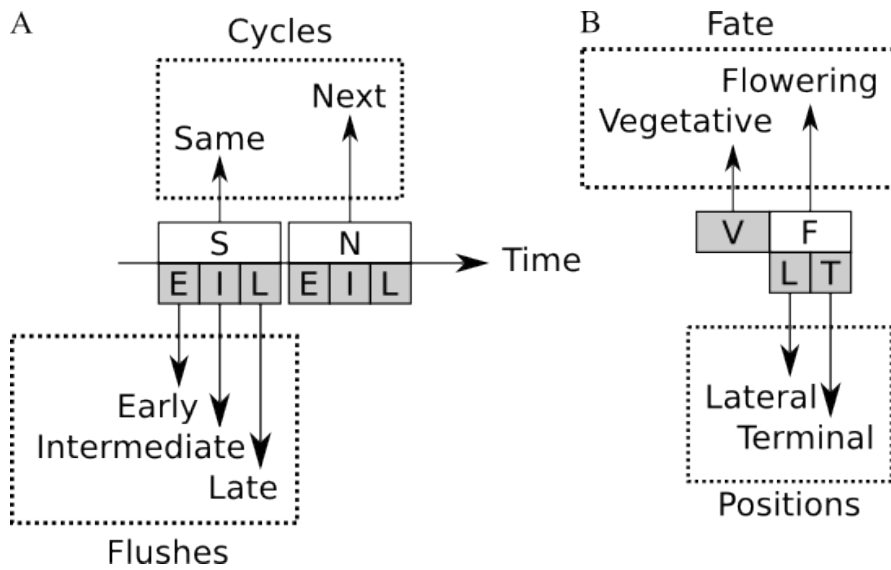 A
Cycles
Next
Same
S N
Time
E I L E I L
Early
Intermediate
Late
Flushes
B
Fate
Flowering
Vegetative
V F
L T
Lateral
Terminal
Positions